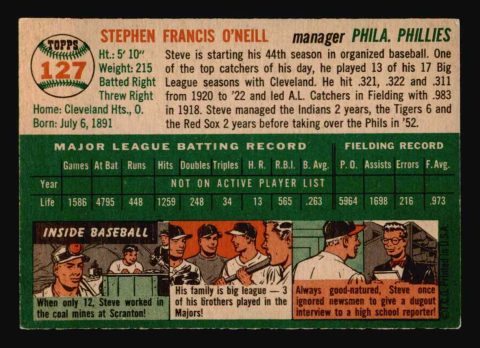 TOPPS
127
STEPHEN FRANCIS O'NEILL manager PHILA. PHILLIES
Ht.: 5' 10"
Weight: 215
Batted Right
Threw Right
Home: Cleveland Hts., O.
Born: July 6, 1891
Steve is starting his 44th season in organized baseball. One
of the top catchers of his day, he played 13 of his 17 Big
League seasons with Cleveland. He hit .321, .322 and .311
from 1920 to '22 and led A.L. Catchers in Fielding with .983
in 1918. Steve managed the Indians 2 years, the Tigers 6 and
the Red Sox 2 years before taking over the Phils in '52.
MAJOR LEAGUE BATTING RECORD FIELDING RECORD
Games At Bat Runs Hits Doubles Triples H. R. R.B.I. B. Avg. P. O. Assists Errors F. Avg.
Year NOT ON ACTIVE PLAYER LIST
Life 1586 4795 448 1259 248 34 13 565 .263 5964 1698 216 .973
INSIDE BASEBALL
When only 12, Steve worked in
the coal mines at Scranton!
His family is big league — 3
of his Brothers played in the
Majors!
Always good-natured, Steve once
ignored newsmen to give a dugout
interview to a high school reporter!